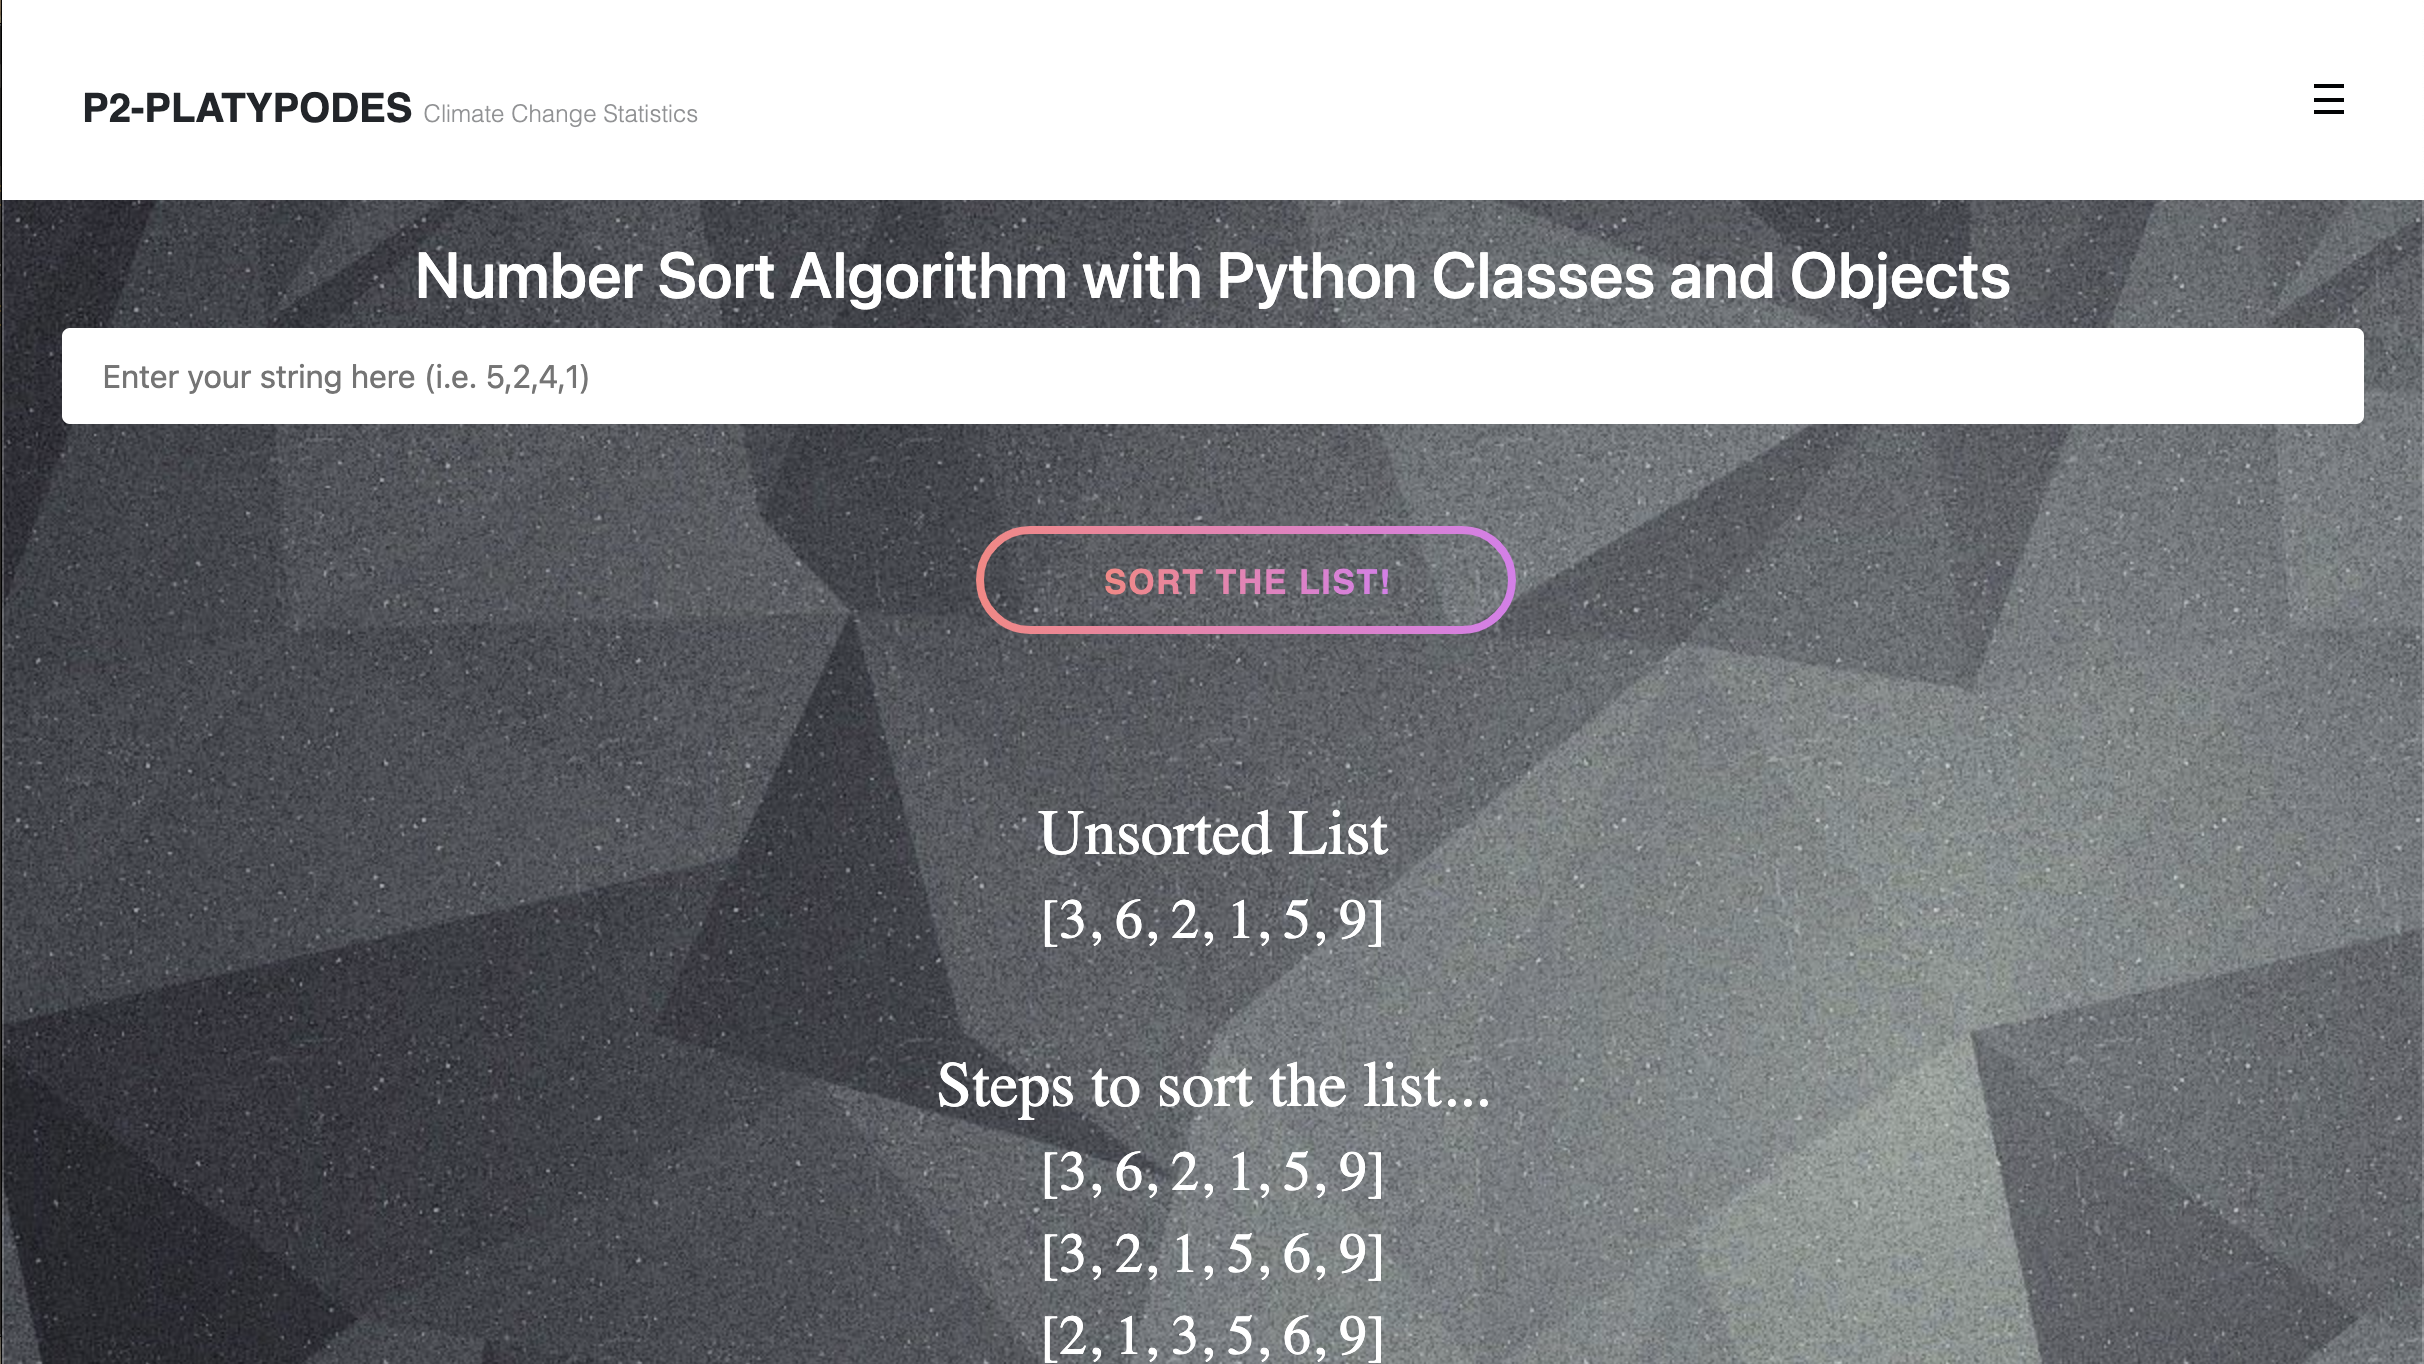 P2-PLATYPODES Climate Change Statistics
Number Sort Algorithm with Python Classes and Objects
Enter your string here (i.e. 5,2,4,1)
SORT THE LIST!
Unsorted List
[3, 6, 2, 1, 5, 9]
Steps to sort the list...
[3, 6, 2, 1, 5, 9]
[3, 2, 1, 5, 6, 9]
[2, 1, 3, 5, 6, 9]